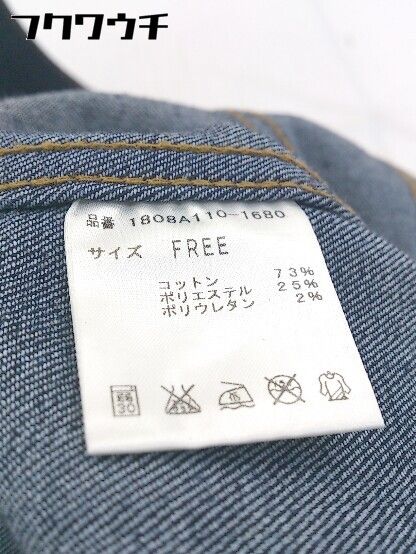 フクワウチ
品番 1808A110-1680
サイズ FREE
コットン 73%
ポリエステル 25%
ポリウレタン 2%
30